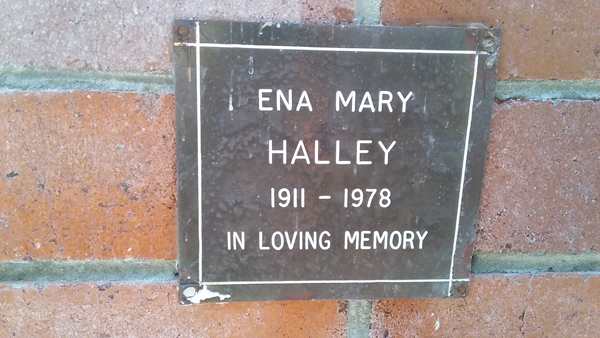 ENA MARY
HALLEY
1911 - 1978
IN LOVING MEMORY